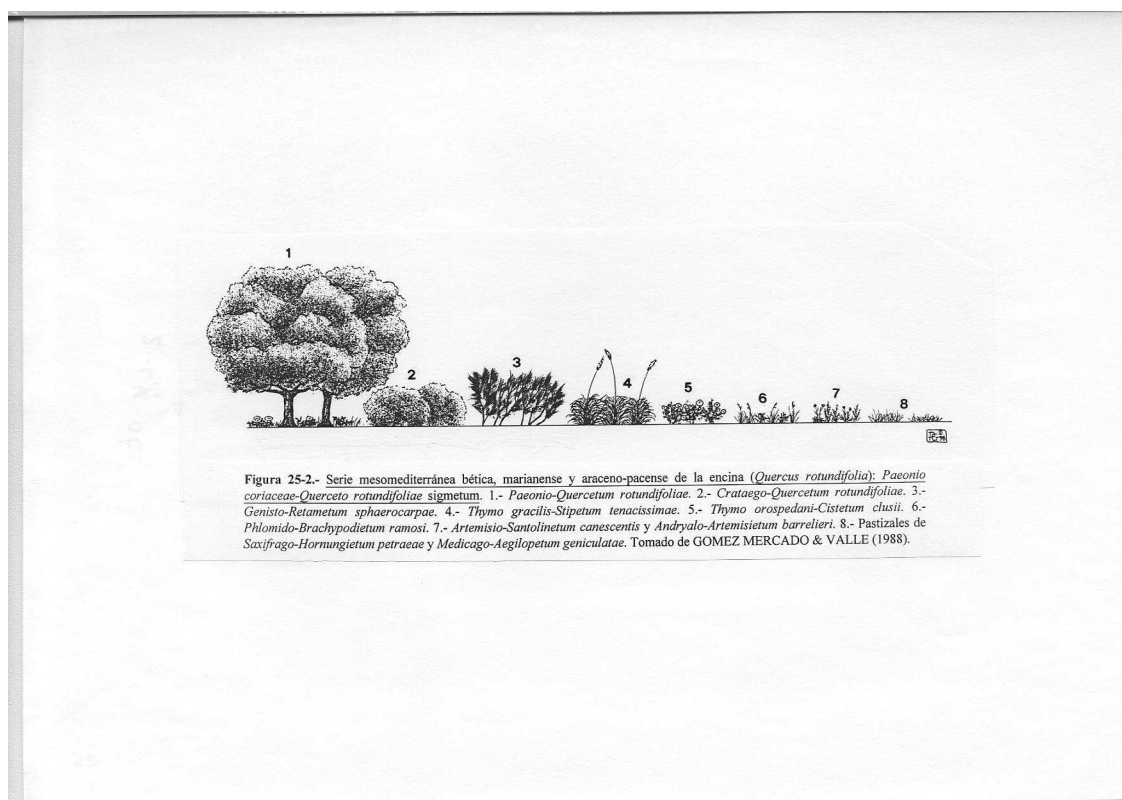 1
2
3
4
5
6
7
8
Figura 25-2.- Serie mesomediterránea bética, marianense y araceno-pacense de la encina (Quercus rotundifolia): Paeonio
coriaceae-Querceto rotundifoliae sigmetum. 1.- Paeonio-Quercetum rotundifoliae. 2.- Crataego-Quercetum rotundifoliae. 3.-
Genisto-Retametum sphaerocarpae. 4.- Thymo gracilis-Stipetum tenacissimae. 5.- Thymo orospedani-Cistetum clusii. 6.-
Phlomido-Brachypodietum ramosi. 7.- Artemisio-Santolinetum canescentis y Andryalo-Artemisietum barrelieri. 8.- Pastizales de
Saxifrago-Hornungietum petraeae y Medicago-Aegilopetum geniculatae. Tomado de GOMEZ MERCADO & VALLE (1988).